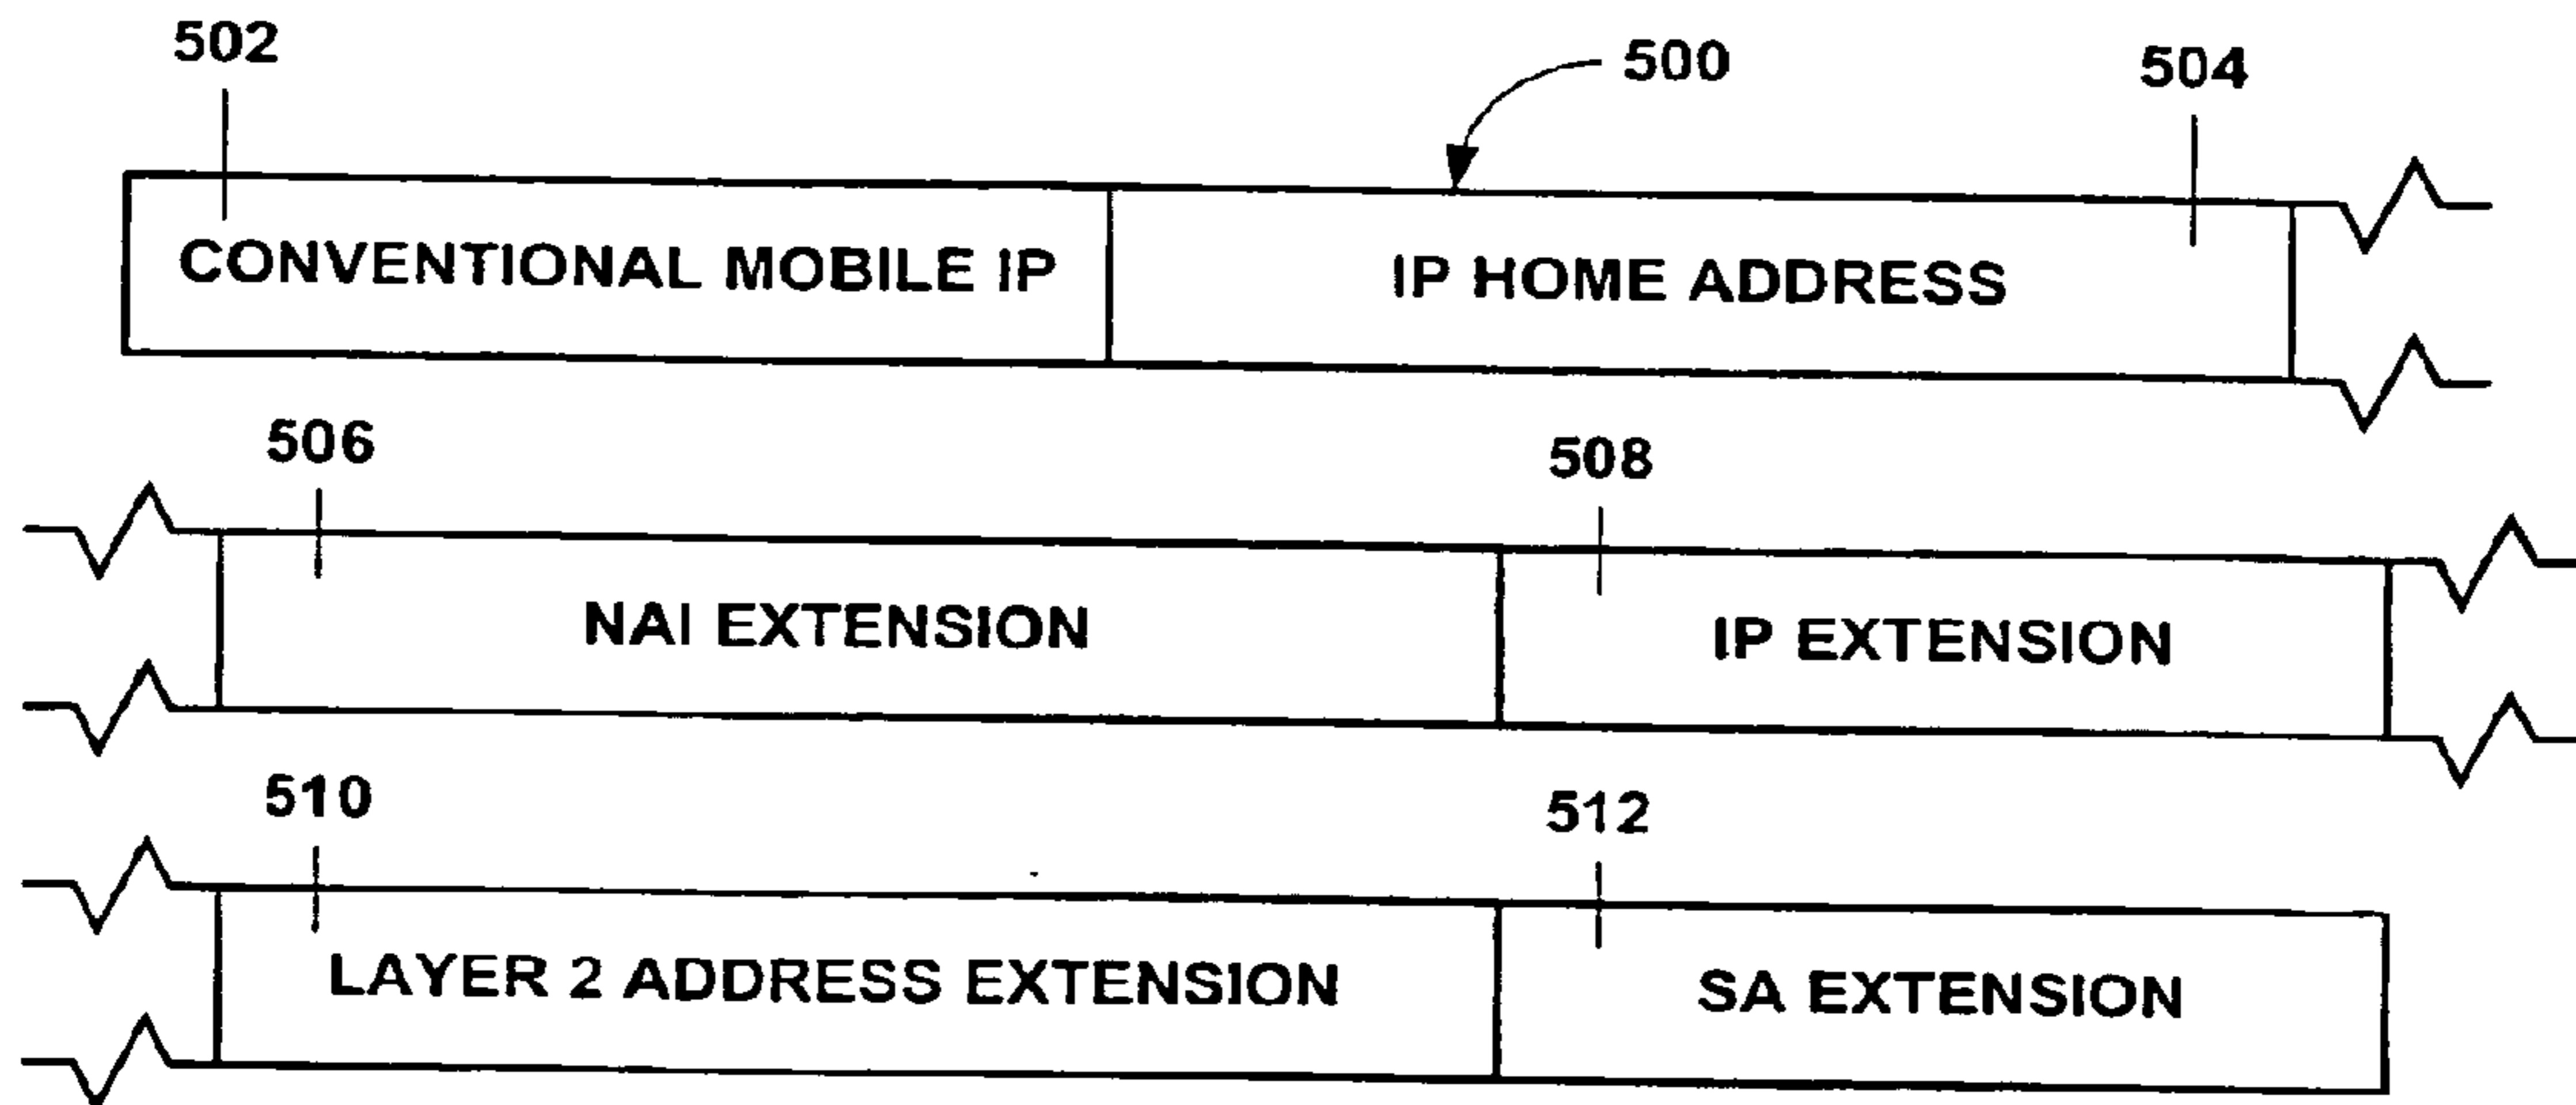 502
500
504
CONVENTIONAL MOBILE IP
IP HOME ADDRESS
506
508
NAI EXTENSION
IP EXTENSION
510
512
LAYER 2 ADDRESS EXTENSION
SA EXTENSION